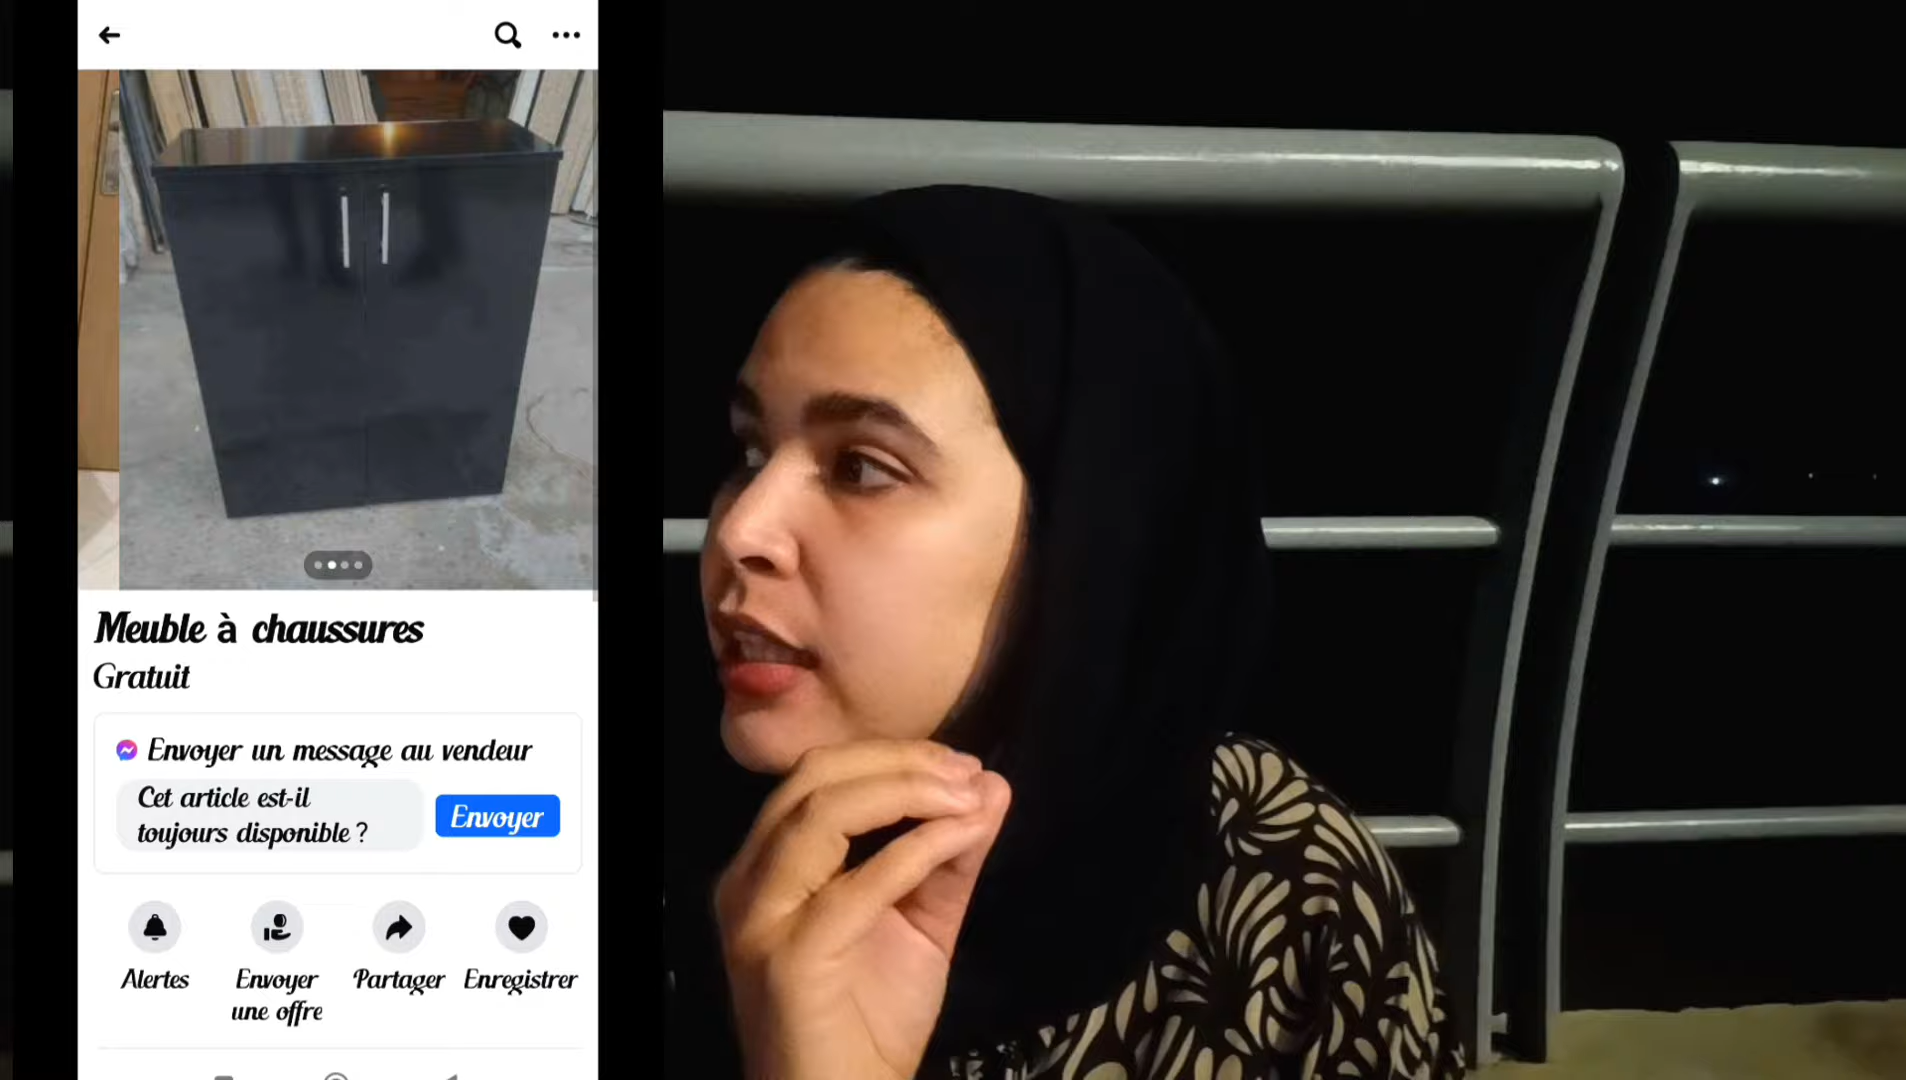 Meuble à chaussures
Gratuit
Envoyer un message au vendeur
Cet article est-il
toujours disponible ?
Envoyer
Alertes
Envoyer
une offre
Partager
Enregistrer